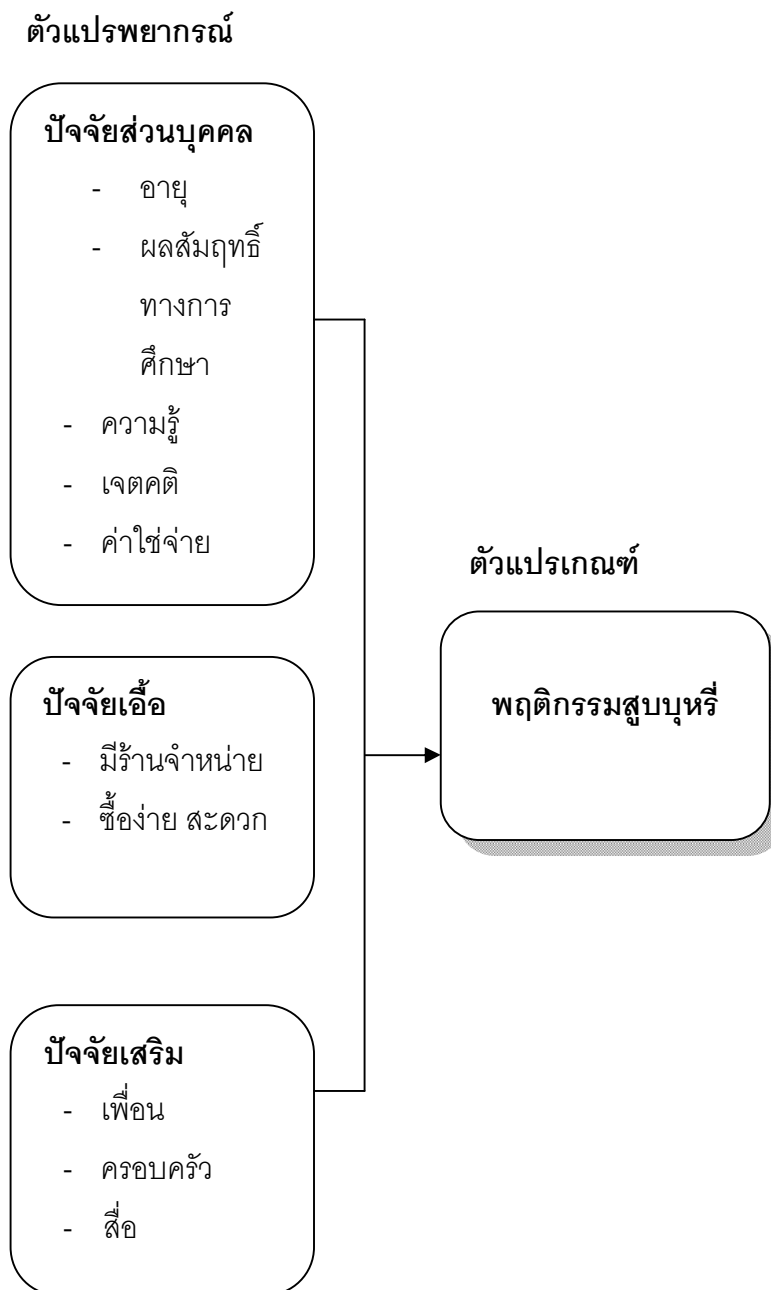 ตัวแปรพยากรณ์
ปัจจัยส่วนบุคคล
- อายุ
- ผลสัมฤทธิ์
ทางการ
ศึกษา
- ความรู้
- เจตคติ
- ค่าใช่จ่าย
ปัจจัยเอื้อ
- มีร้านจำหน่าย
- ซื้อง่าย สะดวก
ปัจจัยเสริม
- เพื่อน
- ครอบครัว
- สื่อ
ตัวแปรเกณฑ์
พฤติกรรมสูบบุหรี่